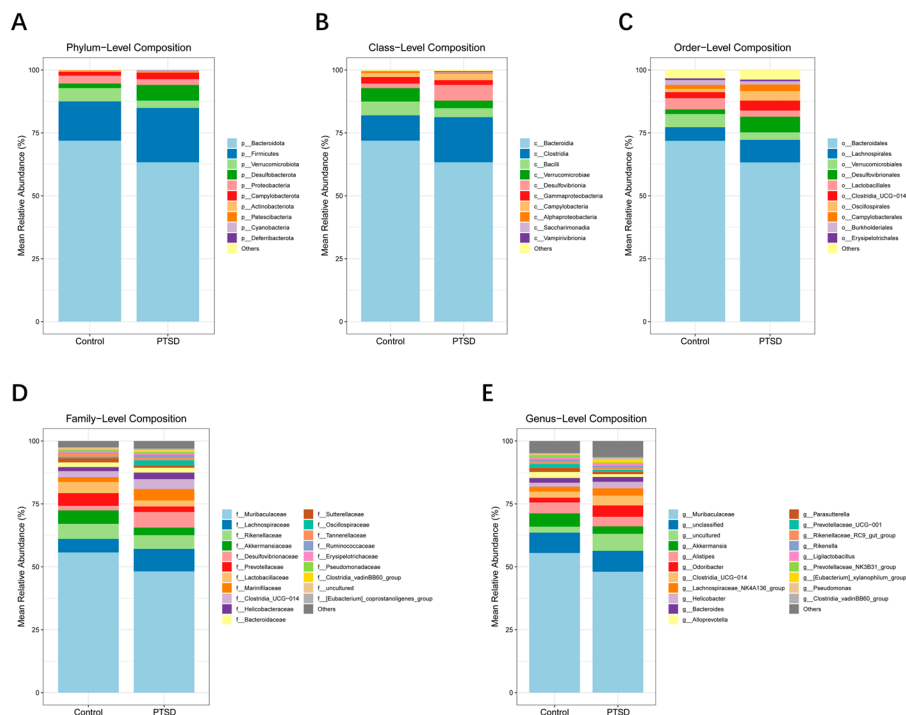 A
Phylum−Level Composition
Mean Relative Abundance (%)
100
75
50
25
0
Control
PTSD
p__Bacteroidota
p__Firmicutes
p__Verrucomicrobiota
p__Desulfobacterota
p__Proteobacteria
p__Campylobacterota
p__Actinobacteriota
p__Patescibacteria
p__Cyanobacteria
p__Deferribacterota
Others
B
Class−Level Composition
Mean Relative Abundance (%)
100
75
50
25
0
Control
PTSD
c__Bacteroidia
c__Clostridia
c__Bacilli
c__Verrucomicrobiae
c__Desulfovibrionia
c__Gammaproteobacteria
c__Campylobacteria
c__Alphaproteobacteria
c__Saccharimonadia
c__Vampirivibrionia
Others
C
Order−Level Composition
Mean Relative Abundance (%)
100
75
50
25
0
Control
PTSD
o__Bacteroidales
o__Lachnospirales
o__Verrucomicrobiales
o__Desulfovibrionales
o__Lactobacillales
o__Clostridia_UCG−014
o__Oscillospirales
o__Campylobacterales
o__Burkholderiales
o__Erysipelotrichales
Others
D
Family−Level Composition
Mean Relative Abundance (%)
100
75
50
25
0
Control
PTSD
f__Muribaculaceae
f__Lachnospiraceae
f__Rikenellaceae
f__Akkermansiaceae
f__Desulfovibrionaceae
f__Prevotellaceae
f__Lactobacillaceae
f__Marinifilaceae
f__Clostridia_UCG−014
f__Helicobacteraceae
f__Bacteroidaceae
f__Sutterellaceae
f__Oscillospiraceae
f__Tannerellaceae
f__Ruminococcaceae
f__Erysipelotrichaceae
f__Pseudomonadaceae
f__Clostridia_vadinBB60_group
f__uncultured
f__[Eubacterium]_coprostanoligenes_group
Others
E
Genus−Level Composition
Mean Relative Abundance (%)
100
75
50
25
0
Control
PTSD
g__Muribaculaceae
g__unclassified
g__uncultured
g__Akkermansia
g__Alistipes
g__Odoribacter
g__Clostridia_UCG−014
g__Lachnospiraceae_NK4A136_group
g__Helicobacter
g__Bacteroides
g__Alloprevotella
g__Parasutterella
g__Prevotellaceae_UCG−001
g__Rikenellaceae_RC9_gut_group
g__Rikenella
g__Ligilactobacillus
g__Prevotellaceae_NK3B31_group
g__[Eubacterium]_xylanophilum_group
g__Pseudomonas
g__Clostridia_vadinBB60_group
Others